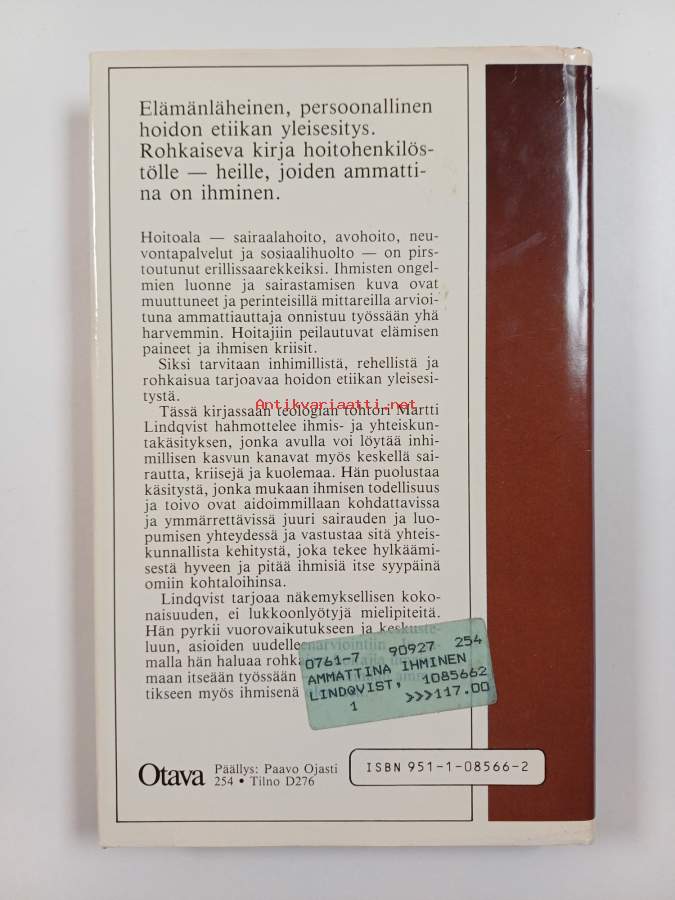 Elämänläheinen, persoonallinen
hoidon etiikan yleisesitys.
Rohkaiseva kirja hoitohenkilös-
tölle — heille, joiden ammatti-
na on ihminen.
Hoitoala — sairaalahoito, avohoito, neu-
vontapalvelut ja sosiaalihuolto — on pirs-
toutunut erillissaarekkeiksi. Ihmisten ongel-
mien luonne ja sairastamisen kuva ovat
muuttuneet ja perinteisillä mittareilla arvioi-
tuna ammattiauttaja onnistuu työssään yhä
harvemmin. Hoitajiin peilautuvat elämisen
paineet ja ihmisen kriisit.
Siksi tarvitaan inhimillistä, rehellistä ja
rohkaisua tarjoavaa hoidon etiikan yleisesi-
tystä.
Antikvariaatti.net
Tässä kirjassaan teologian tohtori Martti
Lindqvist hahmottelee ihmis- ja yhteiskun-
takäsityksen, jonka avulla voi löytää inhi-
millisen kasvun kanavat myös keskellä sai-
rautta, kriisejä ja kuolemaa. Hän puolustaa
käsitystä, jonka mukaan ihmisen todellisuus
ja toivo ovat aidoimmillaan kohdattavissa
ja ymmärrettävissä juuri sairauden ja luo-
pumisen yhteydessä ja vastustaa sitä yhteis-
kunnallista kehitystä, joka tekee hylkäämi-
sestä hyveen ja pitää ihmisiä itse syypäinä
omiin kohtaloihinsa.
Lindqvist tarjoaa näkemyksellisen koko-
naisuuden, ei lukkoonlyötyjä mielipiteitä.
Hän pyrkii vuorovaikutukseen ja keskuste-
luun, asioiden uudelleenarviointiin.
malla hän haluaa
maan itseään työssään
tikseen myös ihmisenä
0761-7 90927 254
AMMATTINA IHMINEN
LINDQVIST, 1085662
1 >>>117.00
Otava
Päällys: Paavo Ojasti
254 • Tilno D276
ISBN 951-1-08566-2